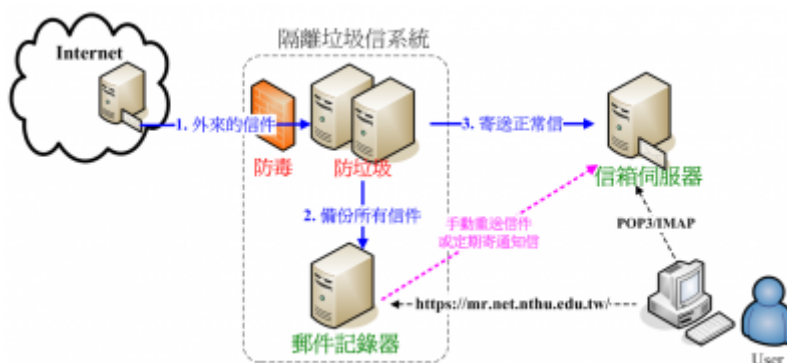 隔離垃圾信系統
Internet
1. 外來的信件
3. 寄送正常信
防毒
防垃圾
信箱伺服器
2. 備份所有信件
手動重送信件
或定期寄通知信
POP3/IMAP
https://mr.net.nthu.edu.tw/
郵件記錄器
User